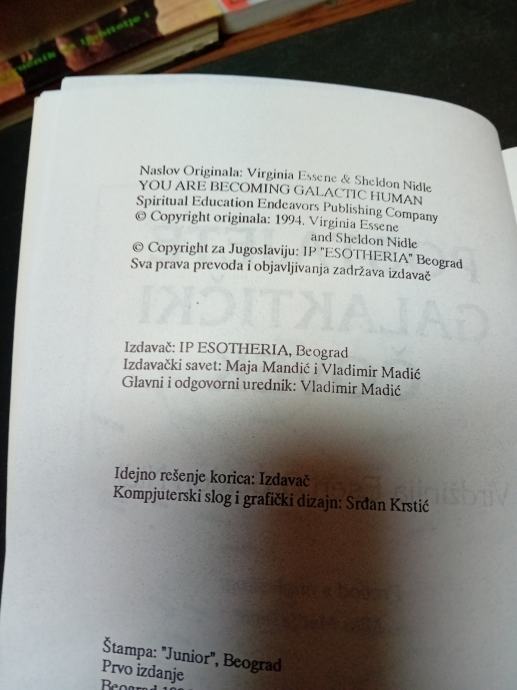 Naslov Originala: Virginia Essene & Sheldon Nidle
YOU ARE BECOMING GALACTIC HUMAN
Spiritual Education Endeavors Publishing Company
© Copyright originala: 1994. Virginia Essene
and Sheldon Nidle
© Copyright za Jugoslaviju: IP "ESOTHERIA" Beograd
Sva prava prevoda i objavljivanja zadržava izdavač
Izdavač: IP ESOTHERIA, Beograd
Izdavački savet: Maja Mandić i Vladimir Madić
Glavni i odgovorni urednik: Vladimir Madić
Idejno rešenje korica: Izdavač
Kompjuterski slog i grafički dizajn: Srđan Krstić
Štampa: "Junior", Beograd
Prvo izdanje
Beograd